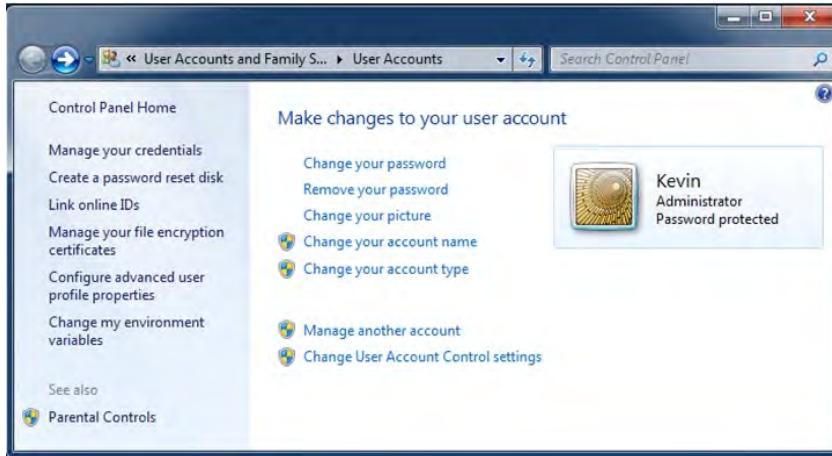 « User Accounts and Family S... ▸ User Accounts
Search Control Panel
Control Panel Home
Manage your credentials
Create a password reset disk
Link online IDs
Manage your file encryption
certificates
Configure advanced user
profile properties
Change my environment
variables
See also
Parental Controls
Make changes to your user account
Change your password
Remove your password
Change your picture
Change your account name
Change your account type
Manage another account
Change User Account Control settings
Kevin
Administrator
Password protected